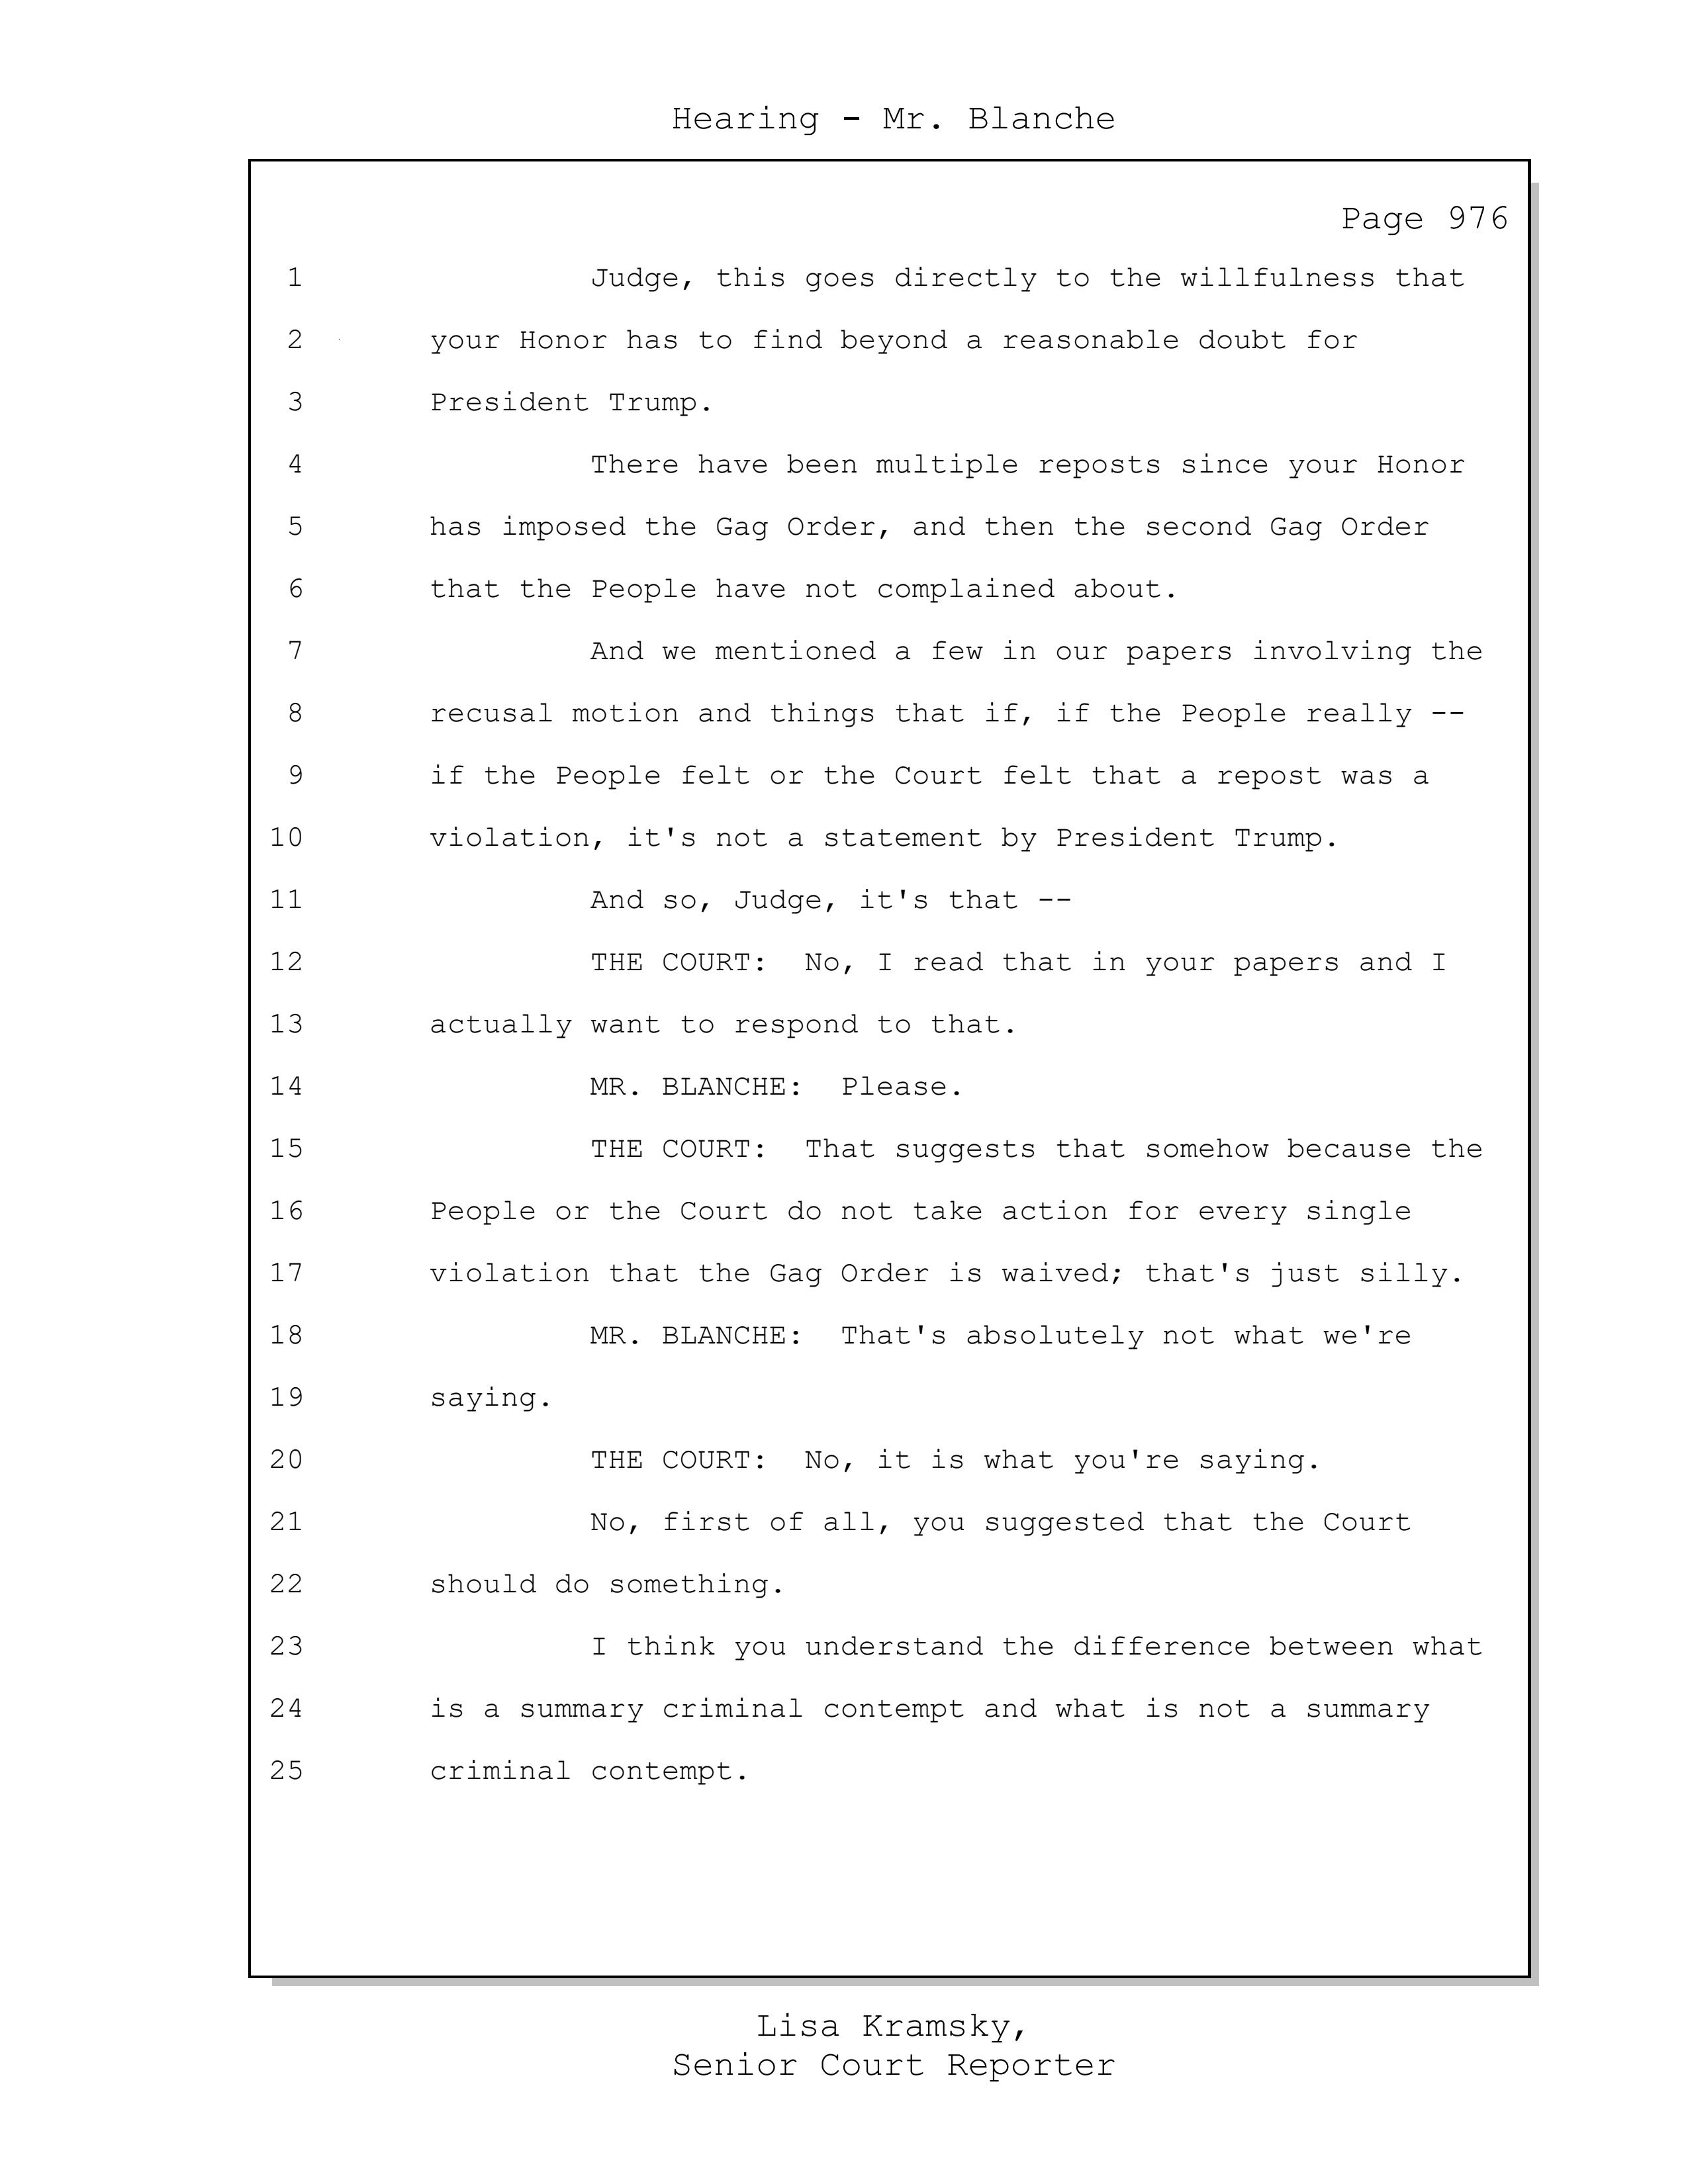 Hearing - Mr. Blanche
Page 976
1 Judge, this goes directly to the willfulness that
2 your Honor has to find beyond a reasonable doubt for
3 President Trump.
4 There have been multiple reposts since your Honor
5 has imposed the Gag Order, and then the second Gag Order
6 that the People have not complained about.
7 And we mentioned a few in our papers involving the
8 recusal motion and things that if, if the People really --
9 if the People felt or the Court felt that a repost was a
10 violation, it's not a statement by President Trump.
11 And so, Judge, it's that --
12 THE COURT: No, I read that in your papers and I
13 actually want to respond to that.
14 MR. BLANCHE: Please.
15 THE COURT: That suggests that somehow because the
16 People or the Court do not take action for every single
17 violation that the Gag Order is waived; that's just silly.
18 MR. BLANCHE: That's absolutely not what we're
19 saying.
20 THE COURT: No, it is what you're saying.
21 No, first of all, you suggested that the Court
22 should do something.
23 I think you understand the difference between what
24 is a summary criminal contempt and what is not a summary
25 criminal contempt.
Lisa Kramsky,
Senior Court Reporter